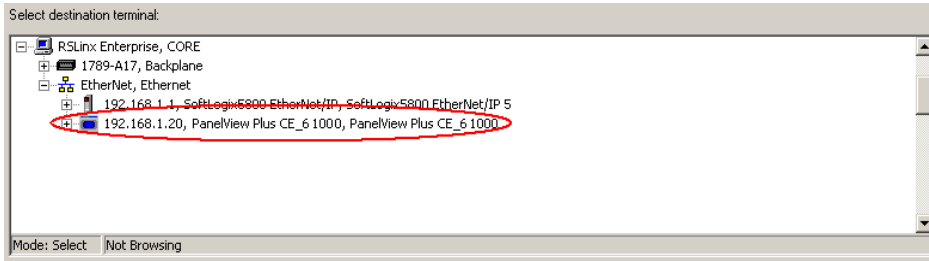 Select destination terminal:
RSLinx Enterprise, CORE
1789-A17, Backplane
EtherNet, Ethernet
192.168.1.1, SoftLogix5800 EtherNet/IP, SoftLogix5800 EtherNet/IP 5
192.168.1.20, PanelView Plus CE_6 1000, PanelView Plus CE_6 1000
Mode: Select Not Browsing